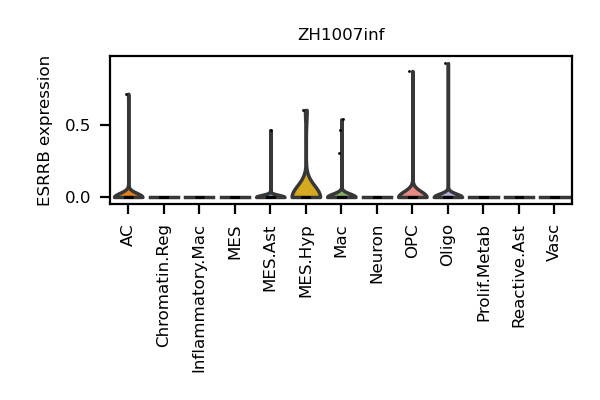 ZH1007inf
ESRRB expression
0.5
0.0
AC
Chromatin.Reg
Inflammatory.Mac
MES
MES.Ast
MES.Hyp
Mac
Neuron
OPC
Oligo
Prolif.Metab
Reactive.Ast
Vasc